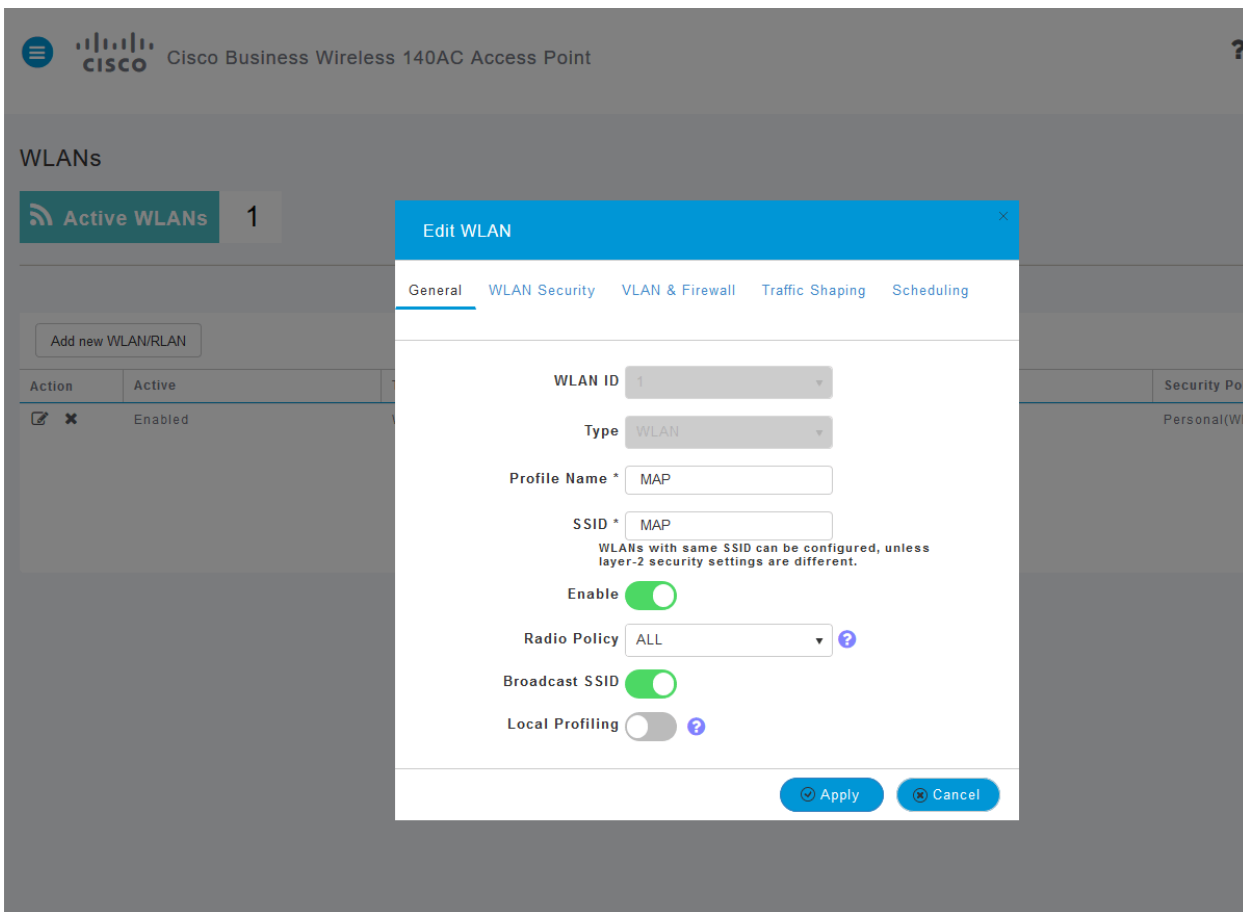 CISCO Cisco Business Wireless 140AC Access Point ?
WLANs
Active WLANs 1
Edit WLAN
General WLAN Security VLAN & Firewall Traffic Shaping Scheduling
Add new WLAN/RLAN
Action Active Security
Enabled
WLAN ID 1
Type WLAN
Profile Name * MAP
SSID * MAP
WLANs with same SSID can be configured, unless
layer-2 security settings are different.
Enable
Radio Policy ALL ?
Broadcast SSID
Local Profiling ?
Apply Cancel